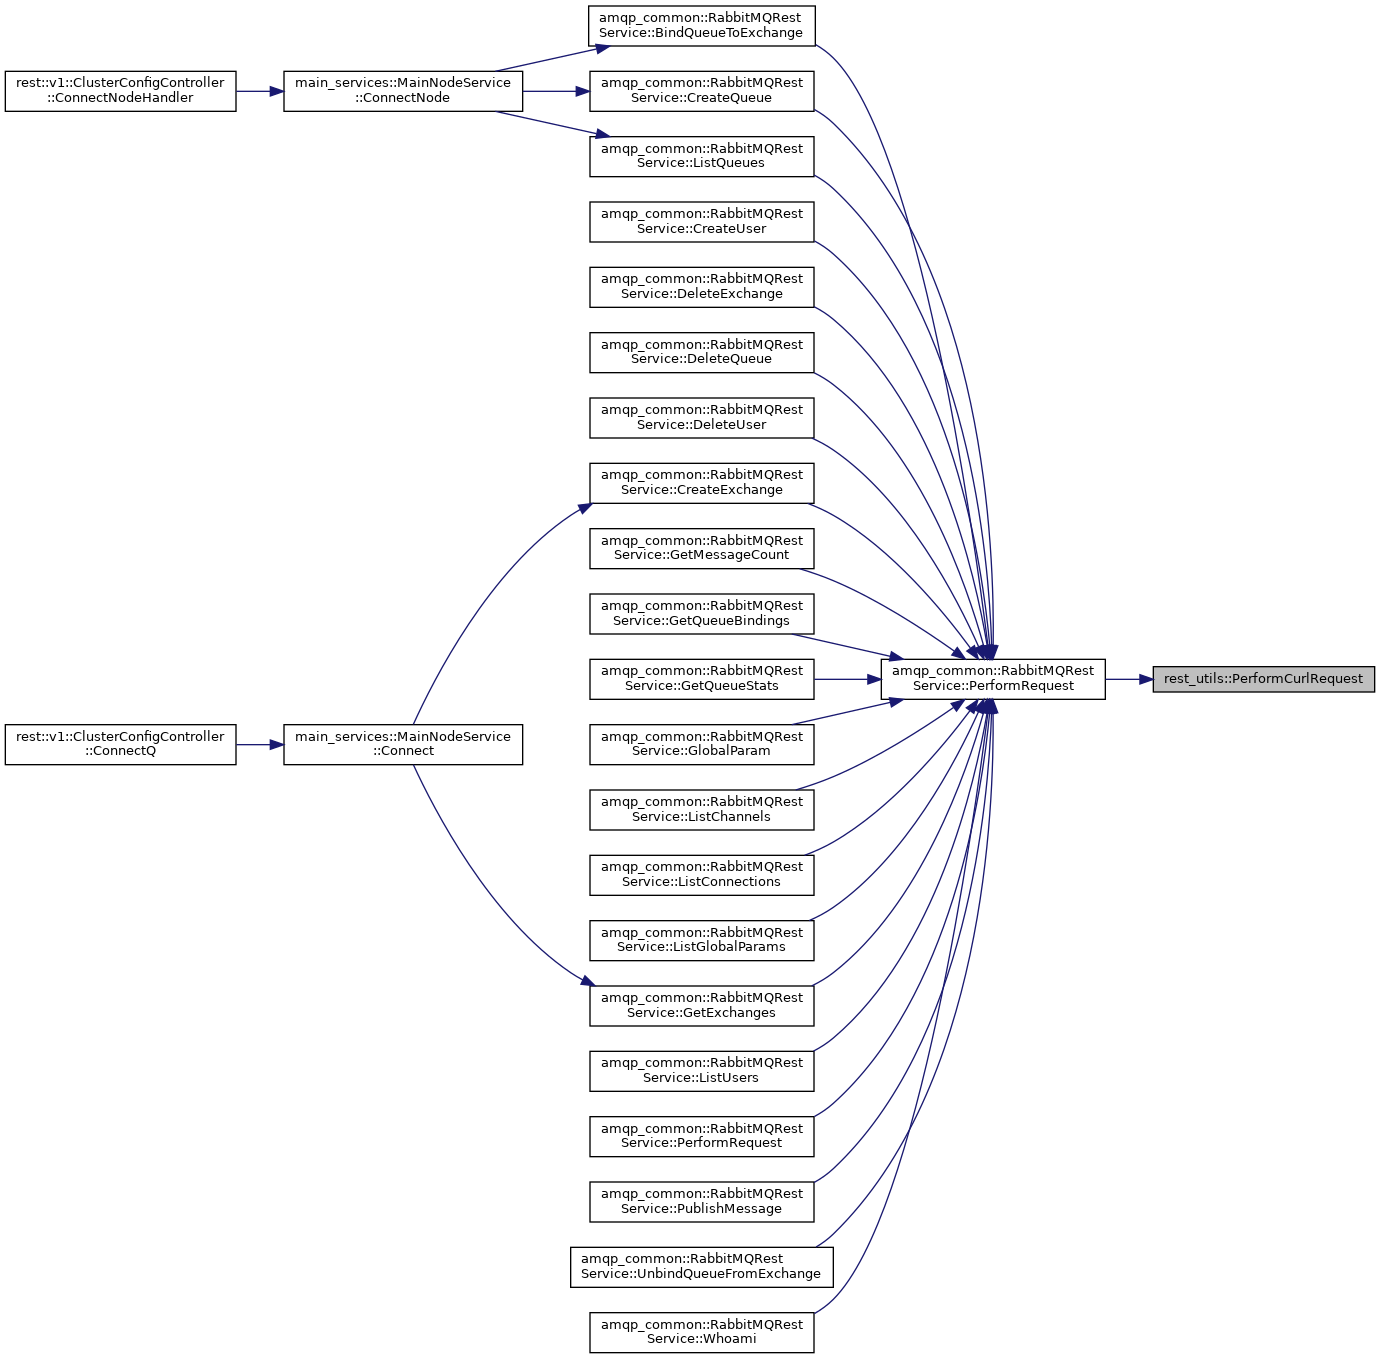 rest::v1::ClusterConfigController
::ConnectNodeHandler
main_services::MainNodeService
::ConnectNode
amqp_common::RabbitMQRest
Service::BindQueueToExchange
amqp_common::RabbitMQRest
Service::CreateQueue
amqp_common::RabbitMQRest
Service::ListQueues
amqp_common::RabbitMQRest
Service::CreateUser
amqp_common::RabbitMQRest
Service::DeleteExchange
amqp_common::RabbitMQRest
Service::DeleteQueue
amqp_common::RabbitMQRest
Service::DeleteUser
amqp_common::RabbitMQRest
Service::CreateExchange
amqp_common::RabbitMQRest
Service::GetMessageCount
amqp_common::RabbitMQRest
Service::GetQueueBindings
amqp_common::RabbitMQRest
Service::GetQueueStats
amqp_common::RabbitMQRest
Service::PerformRequest
rest_utils::PerformCurlRequest
rest::v1::ClusterConfigController
::ConnectQ
main_services::MainNodeService
::Connect
amqp_common::RabbitMQRest
Service::GlobalParam
amqp_common::RabbitMQRest
Service::ListChannels
amqp_common::RabbitMQRest
Service::ListConnections
amqp_common::RabbitMQRest
Service::ListGlobalParams
amqp_common::RabbitMQRest
Service::GetExchanges
amqp_common::RabbitMQRest
Service::ListUsers
amqp_common::RabbitMQRest
Service::PerformRequest
amqp_common::RabbitMQRest
Service::PublishMessage
amqp_common::RabbitMQRest
Service::UnbindQueueFromExchange
amqp_common::RabbitMQRest
Service::Whoami